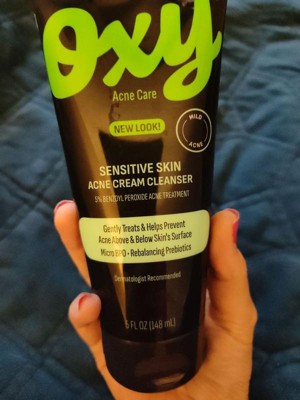 Oxy
Acne Care
NEW LOOK!
MILD
ACNE
SENSITIVE SKIN
ACNE CREAM CLEANSER
5% BENZOYL PEROXIDE ACNE TREATMENT
Gently Treats & Helps Prevent
Acne Above & Below Skin's Surface
Micro BPO • Rebalancing Prebiotics
Dermatologist Recommended
5 FL OZ (148 mL)